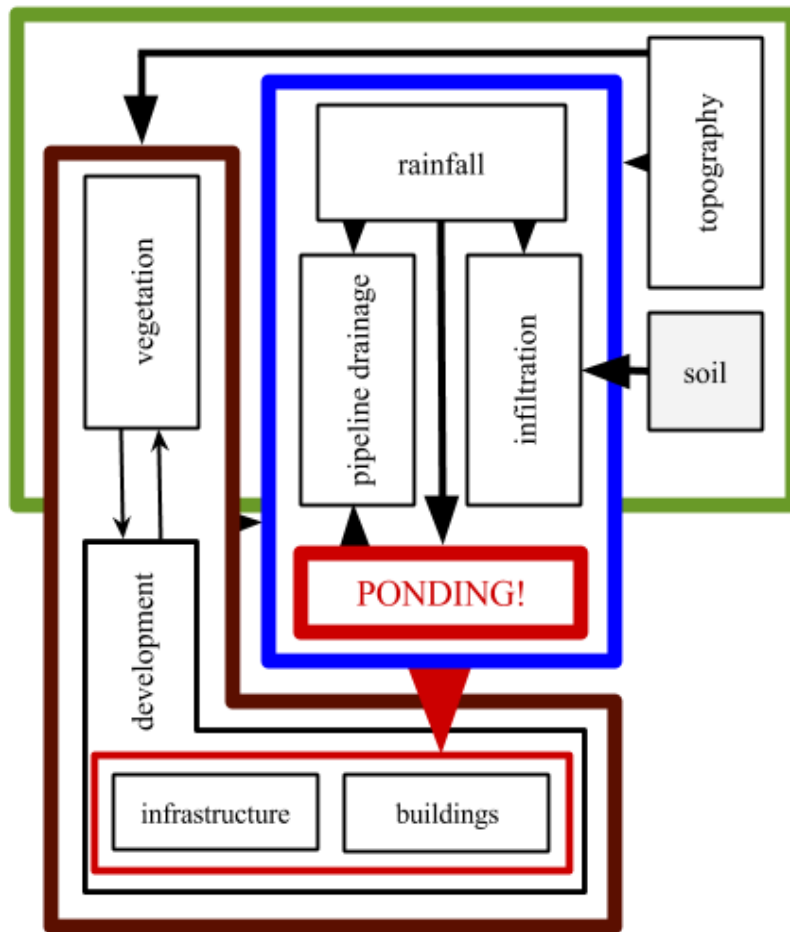 topography
rainfall
vegetation
pipeline drainage
infiltration
soil
PONDING!
development
infrastructure
buildings